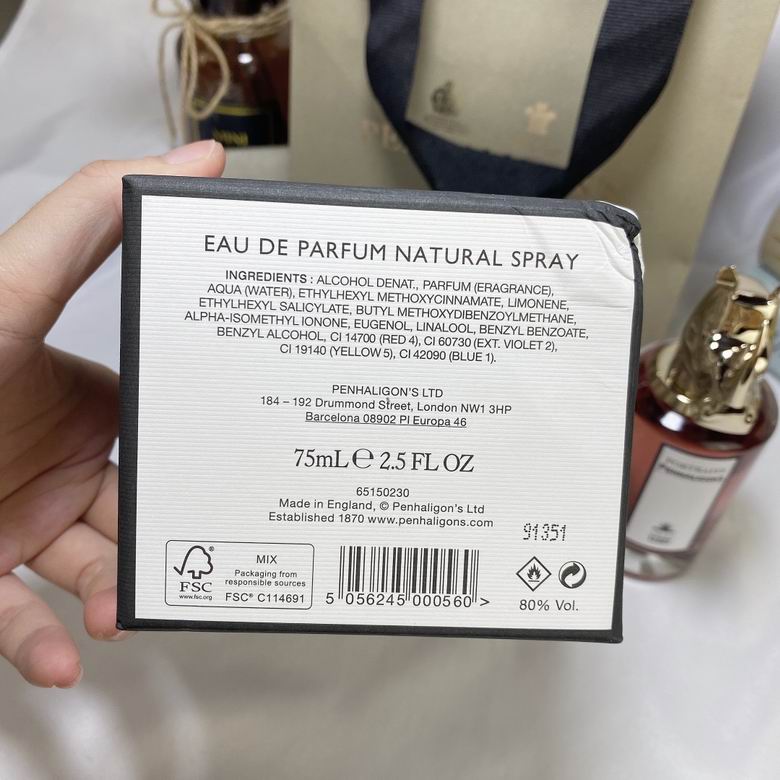 EAU DE PARFUM NATURAL SPRAY
INGREDIENTS : ALCOHOL DENAT., PARFUM (ERAGRANCE),
AQUA (WATER), ETHYLHEXYL METHOXYCINNAMATE, LIMONENE,
ETHYLHEXYL SALICYLATE, BUTYL METHOXYDIBENZOYLMETHANE,
ALPHA-ISOMETHYL IONONE, EUGENOL, LINALOOL, BENZYL BENZOATE,
BENZYL ALCOHOL, CI 14700 (RED 4), CI 60730 (EXT. VIOLET 2),
CI 19140 (YELLOW 5), CI 42090 (BLUE 1).
PENHALIGON'S LTD
184 – 192 Drummond Street, London NW1 3HP
Barcelona 08902 Pl Europa 46
75mL ℮ 2.5 FL OZ
65150230
Made in England, © Penhaligon's Ltd
Established 1870 www.penhaligons.com
91351
FSC
www.fsc.org
MIX
Packaging from
responsible sources
FSC® C114691
5 056245 000560 >
80% Vol.
PORTRAITS